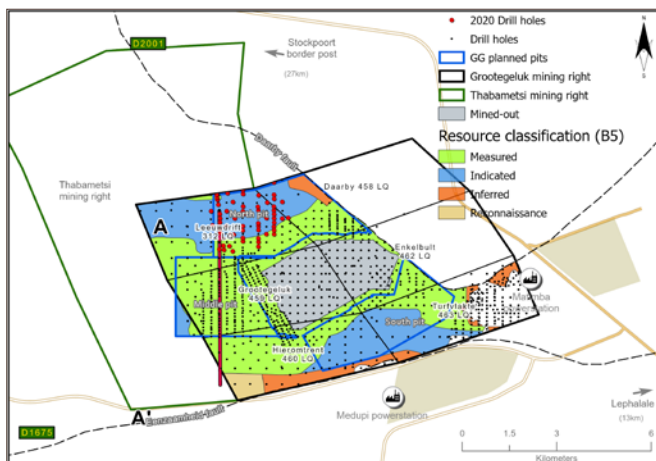 D2001
Stockpoort
border post
(27km)
N
S
2020 Drill holes
Drill holes
GG planned pits
Grootegeluk mining right
Thabametsi mining right
Mined-out
Resource classification (B5)
Measured
Indicated
Inferred
Reconnaissance
Daarby fault
Thabametsi
mining right
Daarby 458 LQ
A
North pit
Leeuwdrift
312 LQ
Enkelbult
462 LQ
Grootegeluk
459 LQ
Middle pit
Turfvlakte
463 LQ
Matimba
powerstation
South pit
Hieromtrent
460 LQ
A'
Eenzaamheid fault
Medupi powerstation
Lephalale
(13km)
D1675
0
1.5
3
6
Kilometers